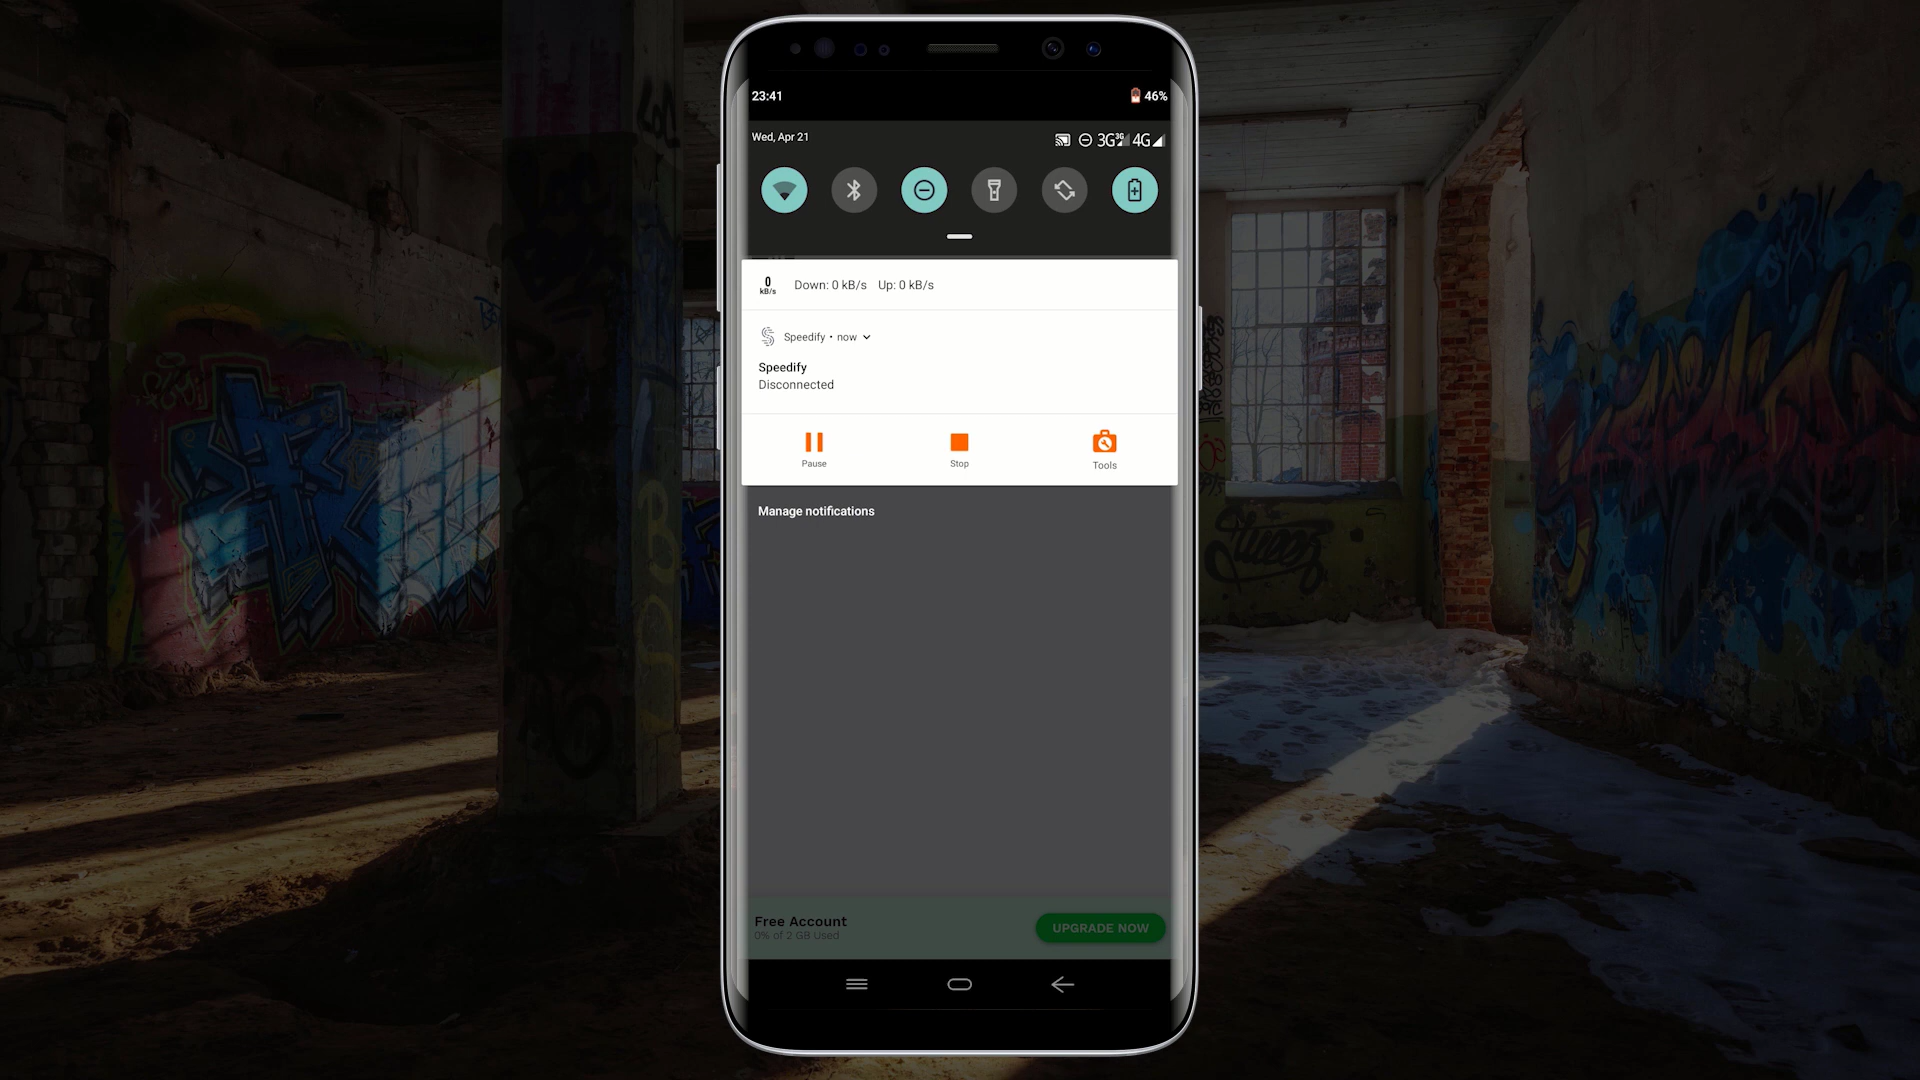 23:41
46%
Wed, Apr 21
3G 3G 4G
0
kB/s
Down: 0 kB/s Up: 0 kB/s
Speedify • now
Speedify
Disconnected
Pause
Stop
Tools
Manage notifications
Free Account
0% of 2 GB Used
UPGRADE NOW